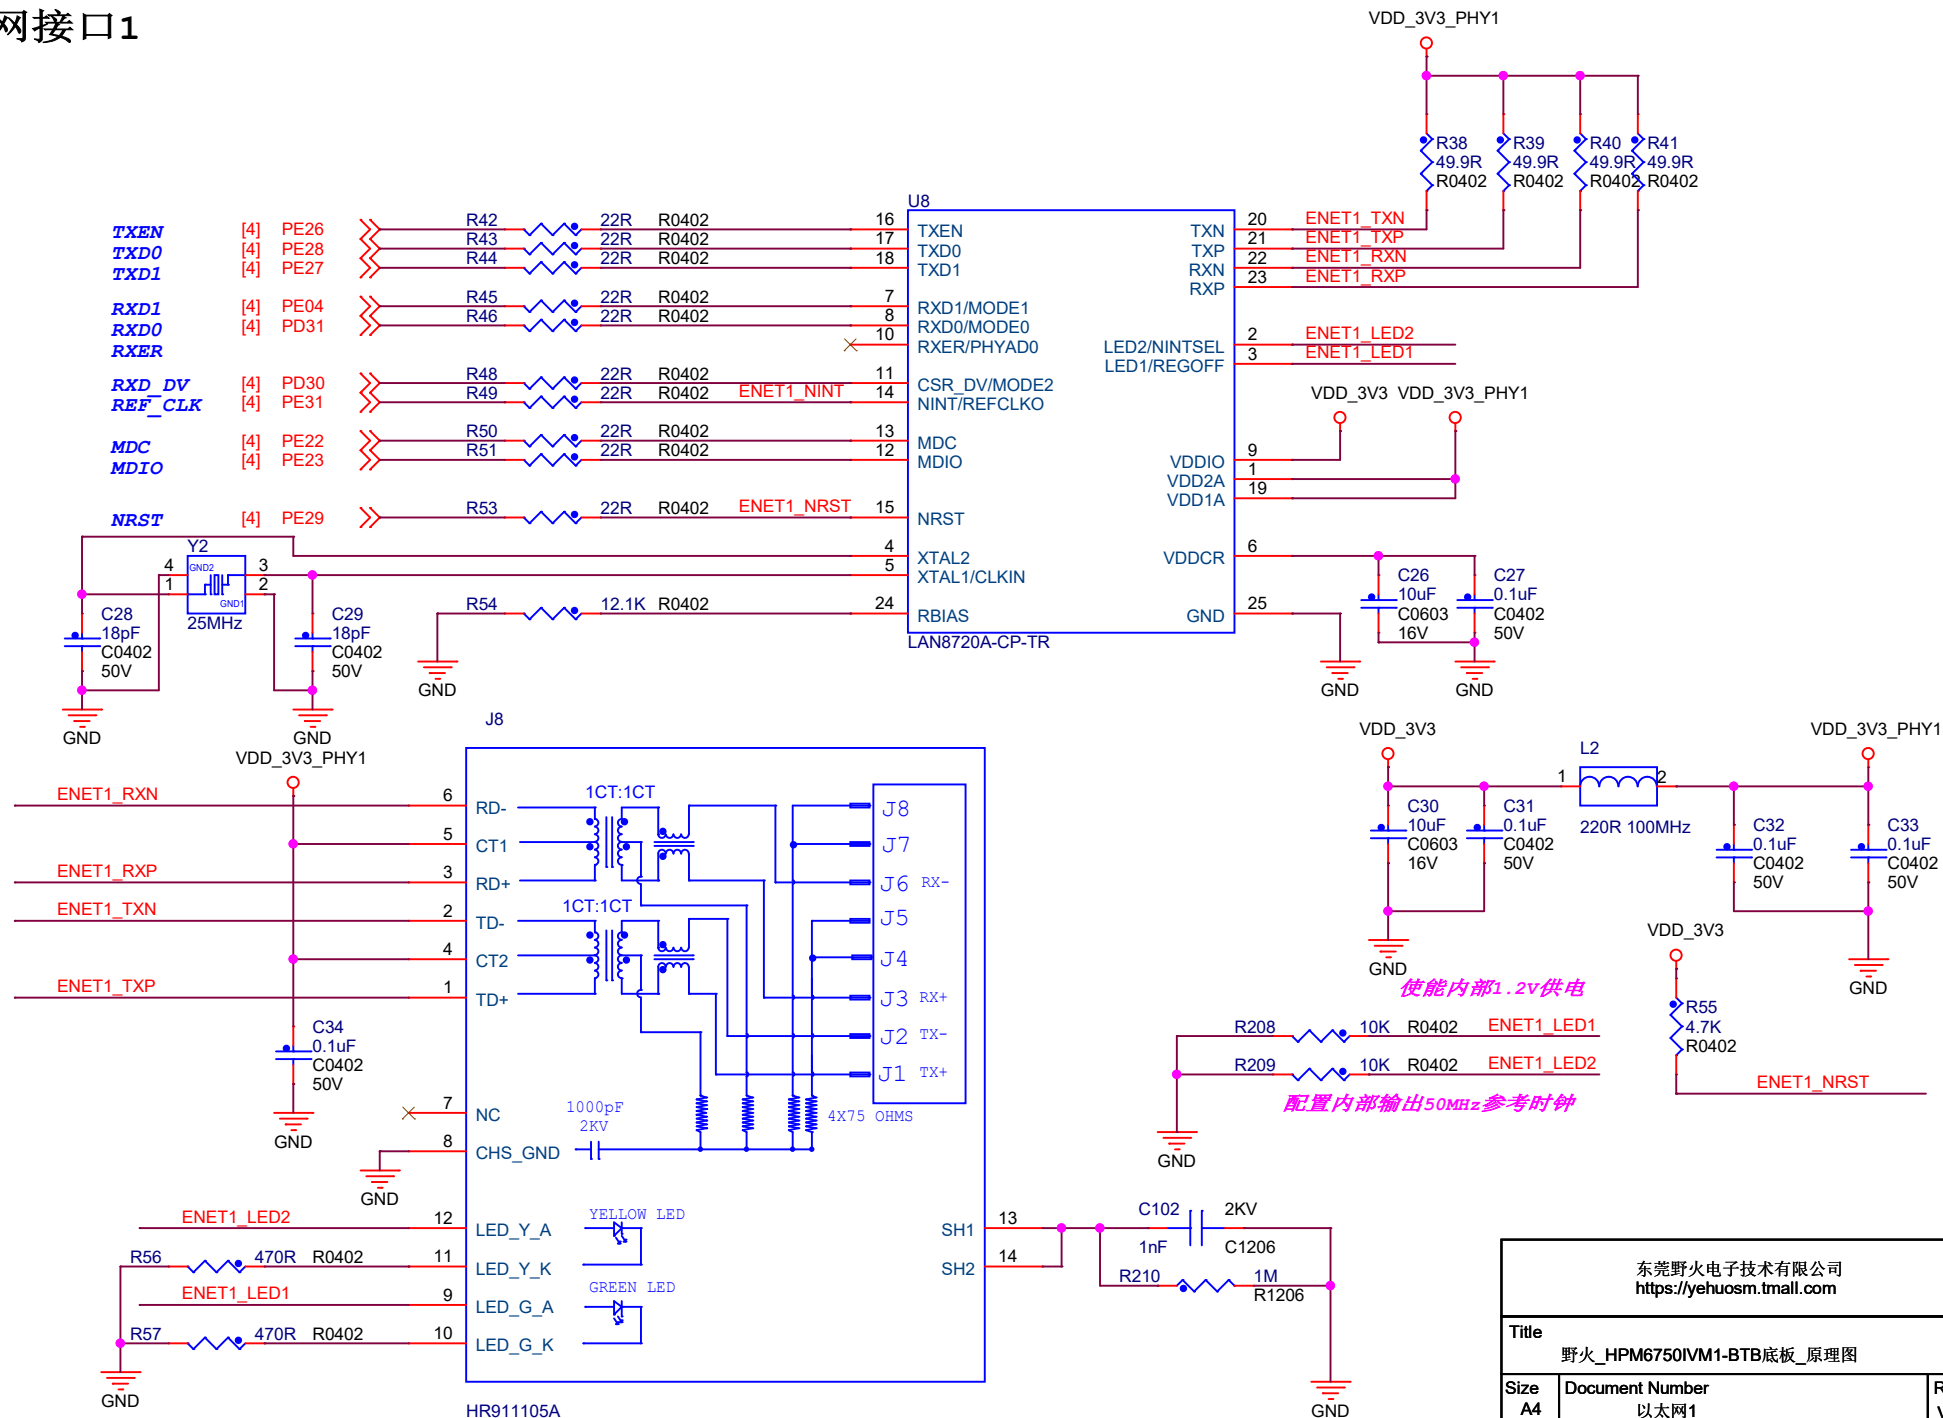 网接口1
VDD_3V3_PHY1
R38
49.9R
R0402
R39
49.9R
R0402
R40
49.9R
R0402
R41
49.9R
R0402
TXEN [4] PE26 R42 22R R0402 16 TXEN
TXD0 [4] PE28 R43 22R R0402 17 TXD0
TXD1 [4] PE27 R44 22R R0402 18 TXD1
RXD1 [4] PE04 R45 22R R0402 7 RXD1/MODE1
RXD0 [4] PD31 R46 22R R0402 8 RXD0/MODE0
RXER 10 RXER/PHYAD0
RXD_DV [4] PD30 R48 22R R0402 11 CSR_DV/MODE2
REF_CLK [4] PE31 R49 22R R0402 ENET1_NINT 14 NINT/REFCLKO
MDC [4] PE22 R50 22R R0402 13 MDC
MDIO [4] PE23 R51 22R R0402 12 MDIO
NRST [4] PE29 R53 22R R0402 ENET1_NRST 15 NRST
4 XTAL2
5 XTAL1/CLKIN
R54 12.1K R0402 24 RBIAS
GND
U8
LAN8720A-CP-TR
TXN 20 ENET1_TXN
TXP 21 ENET1_TXP
RXN 22 ENET1_RXN
RXP 23 ENET1_RXP
LED2/NINTSEL 2 ENET1_LED2
LED1/REGOFF 3 ENET1_LED1
VDD_3V3 VDD_3V3_PHY1
VDDIO 9
VDD2A 1
VDD1A 19
VDDCR 6
GND 25
GND
C26
10uF
C0603
16V
C27
0.1uF
C0402
50V
GND
Y2
4 GND2 3
1 GND1 2
25MHz
C28
18pF
C0402
50V
GND
C29
18pF
C0402
50V
GND
J8
VDD_3V3_PHY1
ENET1_RXN 6 RD-
5 CT1
ENET1_RXP 3 RD+
ENET1_TXN 2 TD-
4 CT2
ENET1_TXP 1 TD+
C34
0.1uF
C0402
50V
GND
7 NC
8 CHS_GND
GND
1CT:1CT
1CT:1CT
J8
J7
J6 RX-
J5
J4
J3 RX+
J2 TX-
J1 TX+
1000pF
2KV
4X75 OHMS
ENET1_LED2 12 LED_Y_A
R56 470R R0402 11 LED_Y_K
ENET1_LED1 9 LED_G_A
R57 470R R0402 10 LED_G_K
GND
YELLOW LED
GREEN LED
HR911105A
SH1 13
SH2 14
C102 2KV
1nF C1206
R210 1M
R1206
GND
VDD_3V3
C30
10uF
C0603
16V
C31
0.1uF
C0402
50V
GND
L2
1 2
220R 100MHz
VDD_3V3_PHY1
C32
0.1uF
C0402
50V
C33
0.1uF
C0402
50V
GND
使能内部1.2V供电
R208 10K R0402 ENET1_LED1
R209 10K R0402 ENET1_LED2
配置内部输出50MHz参考时钟
GND
VDD_3V3
R55
4.7K
R0402
ENET1_NRST
东莞野火电子技术有限公司
https://yehuosm.tmall.com
Title
野火_HPM6750IVM1-BTB底板_原理图
Size Document Number
A4 以太网1